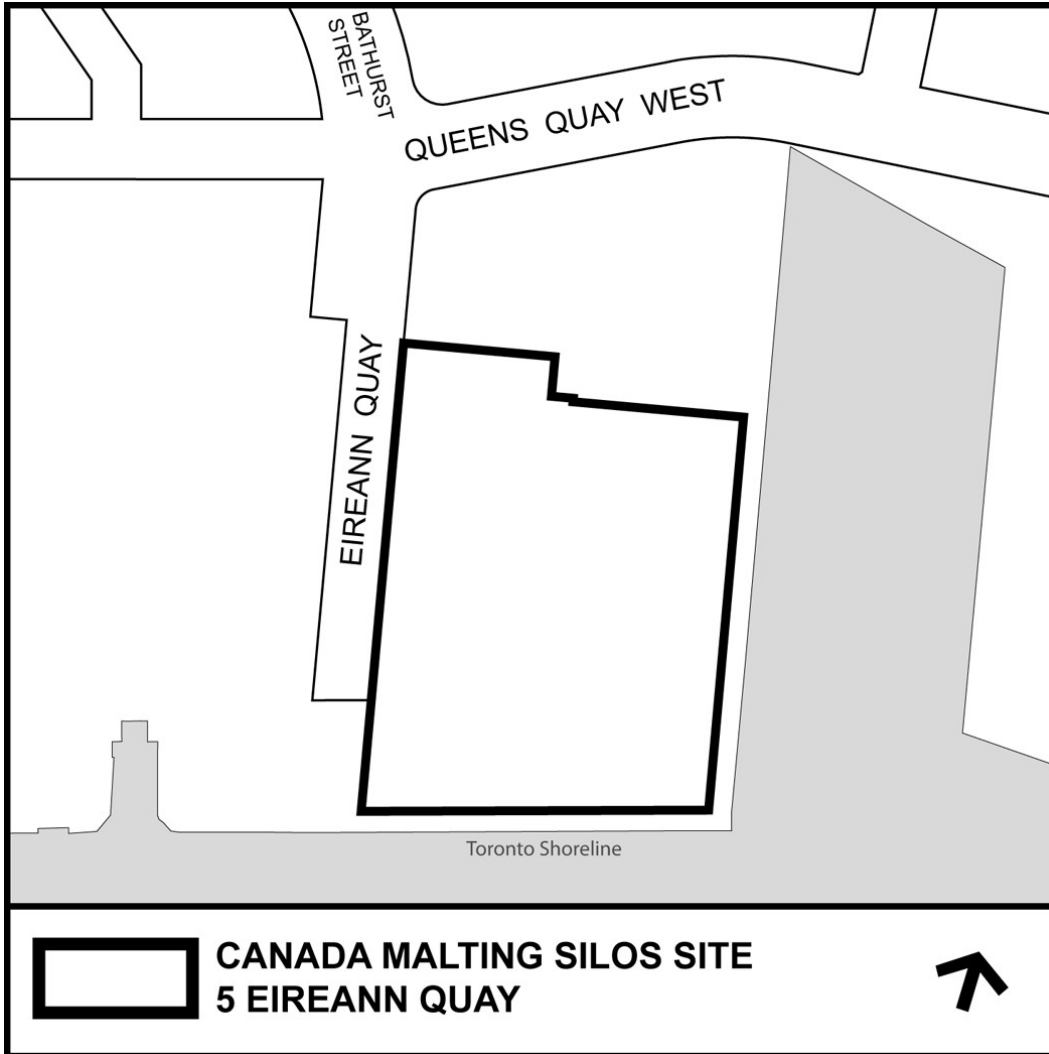 BATHURST
STREET
QUEENS QUAY WEST
EIREANN QUAY
Toronto Shoreline
CANADA MALTING SILOS SITE
5 EIREANN QUAY